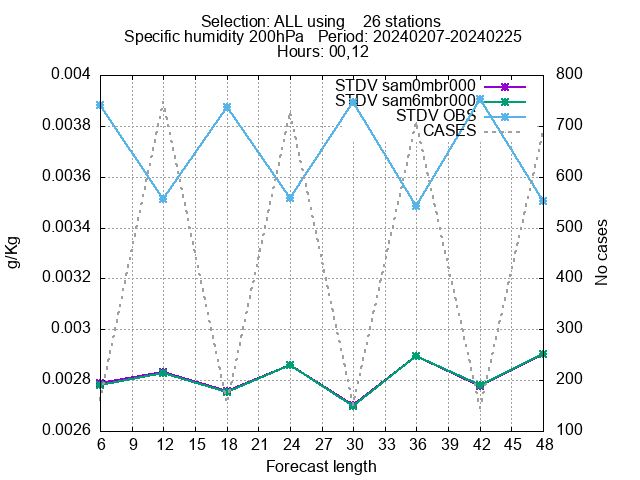 Selection: ALL using    26 stations
Specific humidity 200hPa   Period: 20240207-20240225
Hours: 00,12
STDV sam0mbr000
STDV sam6mbr000
STDV OBS
CASES
0.004
0.0038
0.0036
0.0034
0.0032
0.003
0.0028
0.0026
g/Kg
800
700
600
500
400
300
200
100
No cases
6 9 12 15 18 21 24 27 30 33 36 39 42 45 48
Forecast length